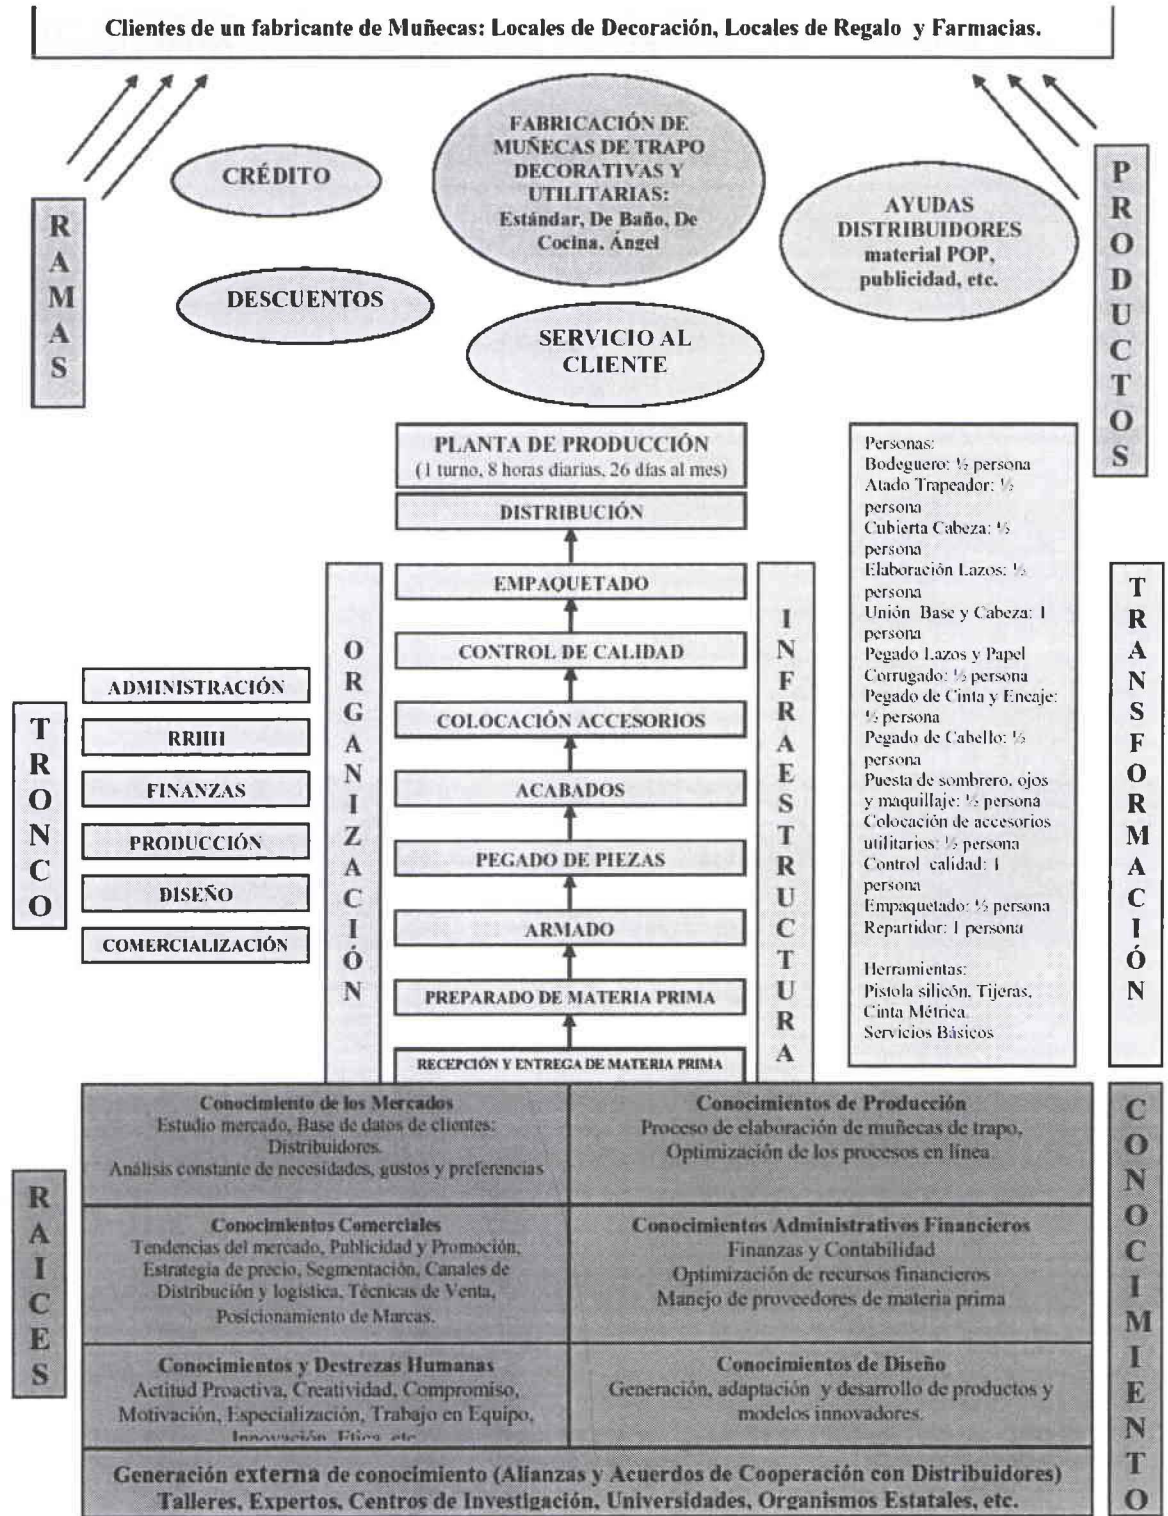 Clientes de un fabricante de Muñecas: Locales de Decoración, Locales de Regalo y Farmacias.
RAMAS
CRÉDITO
DESCUENTOS
FABRICACIÓN DE
MUÑECAS DE TRAPO
DECORATIVAS Y
UTILITARIAS:
Estándar, De Baño, De
Cocina, Ángel
SERVICIO AL
CLIENTE
AYUDAS
DISTRIBUIDORES
material POP,
publicidad, etc.
PRODUCTOS
TRONCO
ADMINISTRACIÓN
RRHH
FINANZAS
PRODUCCIÓN
DISEÑO
COMERCIALIZACIÓN
ORGANIZACIÓN
PLANTA DE PRODUCCIÓN
(1 turno, 8 horas diarias, 26 días al mes)
DISTRIBUCIÓN
EMPAQUETADO
CONTROL DE CALIDAD
COLOCACIÓN ACCESORIOS
ACABADOS
PEGADO DE PIEZAS
ARMADO
PREPARADO DE MATERIA PRIMA
RECEPCIÓN Y ENTREGA DE MATERIA PRIMA
INFRAESTRUCTURA
Personas:
Bodeguero: ½ persona
Atado Trapeador: ½
persona
Cubierta Cabeza: ½
persona
Elaboración Lazos: ½
persona
Unión Base y Cabeza: 1
persona
Pegado Lazos y Papel
Corrugado: ½ persona
Pegado de Cinta y Encaje:
½ persona
Pegado de Cabello: ½
persona
Puesta de sombrero, ojos
y maquillaje: ½ persona
Colocación de accesorios
utilitarios: ½ persona
Control calidad: 1
persona
Empaquetado: ½ persona
Repartidor: 1 persona
Herramientas:
Pistola silicón, Tijeras,
Cinta Métrica.
Servicios Básicos
TRANSFORMACIÓN
RAICES
Conocimiento de los Mercados
Estudio mercado, Base de datos de clientes:
Distribuidores.
Análisis constante de necesidades, gustos y preferencias
Conocimientos de Producción
Proceso de elaboración de muñecas de trapo,
Optimización de los procesos en línea.
Conocimientos Comerciales
Tendencias del mercado, Publicidad y Promoción,
Estrategia de precio, Segmentación, Canales de
Distribución y logística, Técnicas de Venta,
Posicionamiento de Marcas.
Conocimientos Administrativos Financieros
Finanzas y Contabilidad
Optimización de recursos financieros
Manejo de proveedores de materia prima
Conocimientos y Destrezas Humanas
Actitud Proactiva, Creatividad, Compromiso,
Motivación, Especialización, Trabajo en Equipo,
Innovación, Etica, etc.
Conocimientos de Diseño
Generación, adaptación y desarrollo de productos y
modelos innovadores.
Generación externa de conocimiento (Alianzas y Acuerdos de Cooperación con Distribuidores)
Talleres, Expertos, Centros de Investigación, Universidades, Organismos Estatales, etc.
CONOCIMIENTO